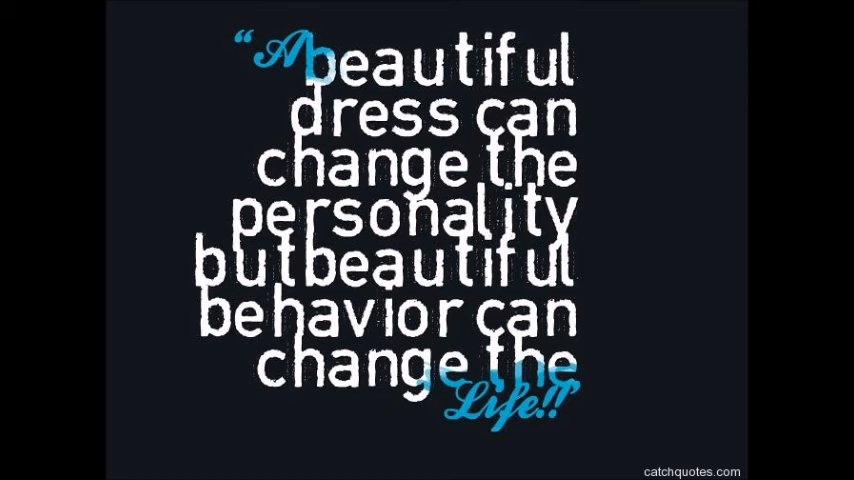 “A beautiful
dress can
change the
personality
but beautiful
behavior can
change the
Life!!”
catchquotes.com